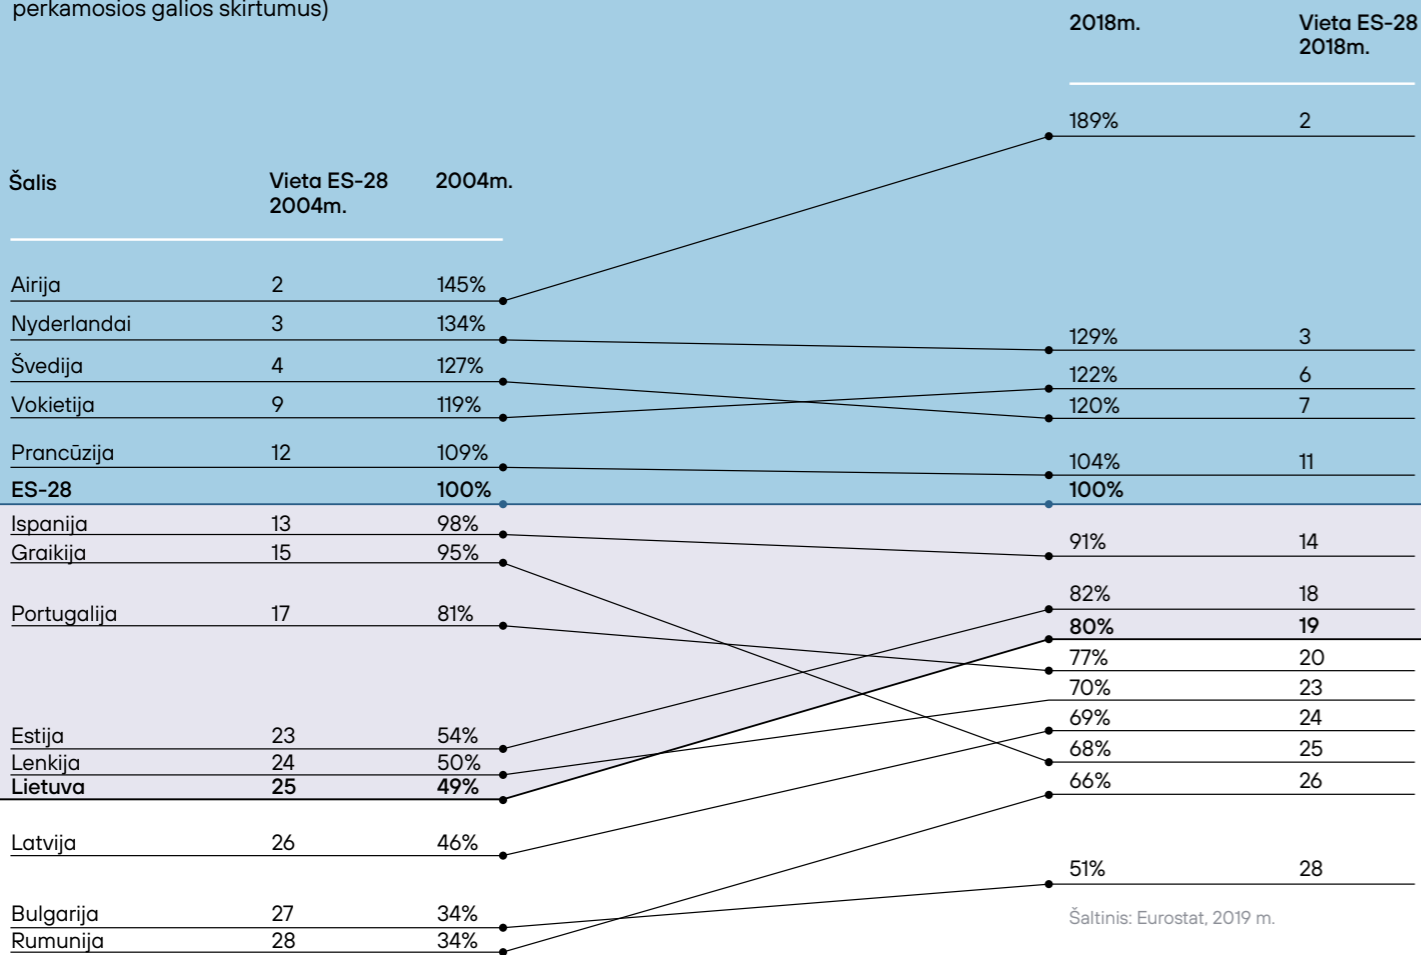 perkamosios galios skirtumus)
Šalis Vieta ES-28 2004m.
2004m.
Airija 2 145%
Nyderlandai 3 134%
Švedija 4 127%
Vokietija 9 119%
Prancūzija 12 109%
ES-28 100%
Ispanija 13 98%
Graikija 15 95%
Portugalija 17 81%
Estija 23 54%
Lenkija 24 50%
Lietuva 25 49%
Latvija 26 46%
Bulgarija 27 34%
Rumunija 28 34%
2018m. Vieta ES-28
2018m.
189% 2
129% 3
122% 6
120% 7
104% 11
100%
91% 14
82% 18
80% 19
77% 20
70% 23
69% 24
68% 25
66% 26
51% 28
Šaltinis: Eurostat, 2019 m.